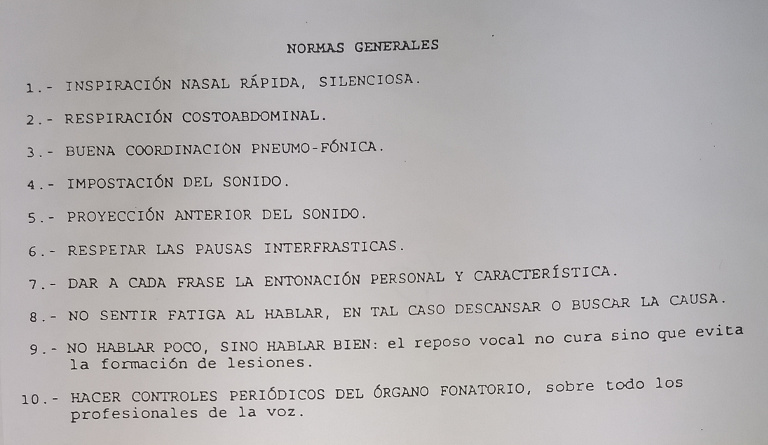 NORMAS GENERALES
1.- INSPIRACIÓN NASAL RÁPIDA, SILENCIOSA.
2.- RESPIRACIÓN COSTOABDOMINAL.
3.- BUENA COORDINACIÓN PNEUMO-FÓNICA.
4.- IMPOSTACIÓN DEL SONIDO.
5.- PROYECCIÓN ANTERIOR DEL SONIDO.
6.- RESPETAR LAS PAUSAS INTERFRASTICAS.
7.- DAR A CADA FRASE LA ENTONACIÓN PERSONAL Y CARACTERÍSTICA.
8.- NO SENTIR FATIGA AL HABLAR, EN TAL CASO DESCANSAR O BUSCAR LA CAUSA.
9.- NO HABLAR POCO, SINO HABLAR BIEN: el reposo vocal no cura sino que evita
la formación de lesiones.
10.- HACER CONTROLES PERIÓDICOS DEL ÓRGANO FONATORIO, sobre todo los
profesionales de la voz.